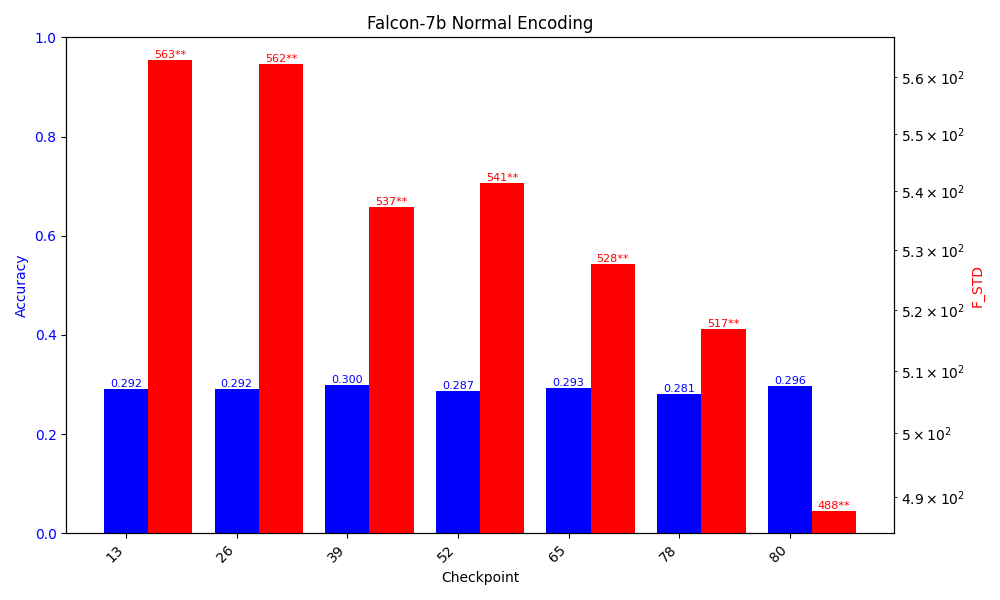 Falcon-7b Normal Encoding
1.0
0.8
0.6
0.4
0.2
0.0
Accuracy
563**
562**
537**
541**
528**
517**
488**
0.292
0.292
0.300
0.287
0.293
0.281
0.296
5.6 × 10²
5.5 × 10²
5.4 × 10²
5.3 × 10²
5.2 × 10²
5.1 × 10²
5 × 10²
4.9 × 10²
F_STD
13
26
39
52
65
78
80
Checkpoint